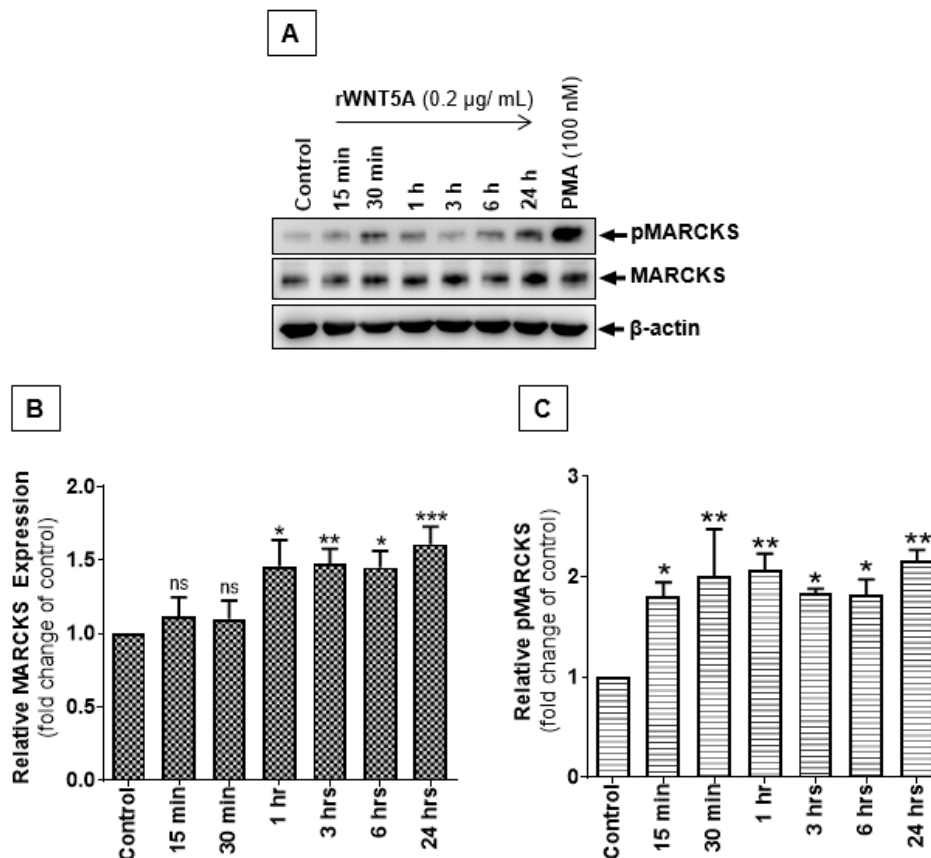 A
rWNT5A (0.2 µg/ mL)
Control
15 min
30 min
1 h
3 h
6 h
24 h
PMA (100 nM)
pMARCKS
MARCKS
β-actin
B
Relative MARCKS Expression
(fold change of control)
2.0
1.5
1.0
0.5
0.0
ns
ns
*
**
*
***
Control
15 min
30 min
1 hr
3 hrs
6 hrs
24 hrs
C
Relative pMARCKS
(fold change of control)
3
2
1
0
*
**
**
*
*
**
Control
15 min
30 min
1 hr
3 hrs
6 hrs
24 hrs